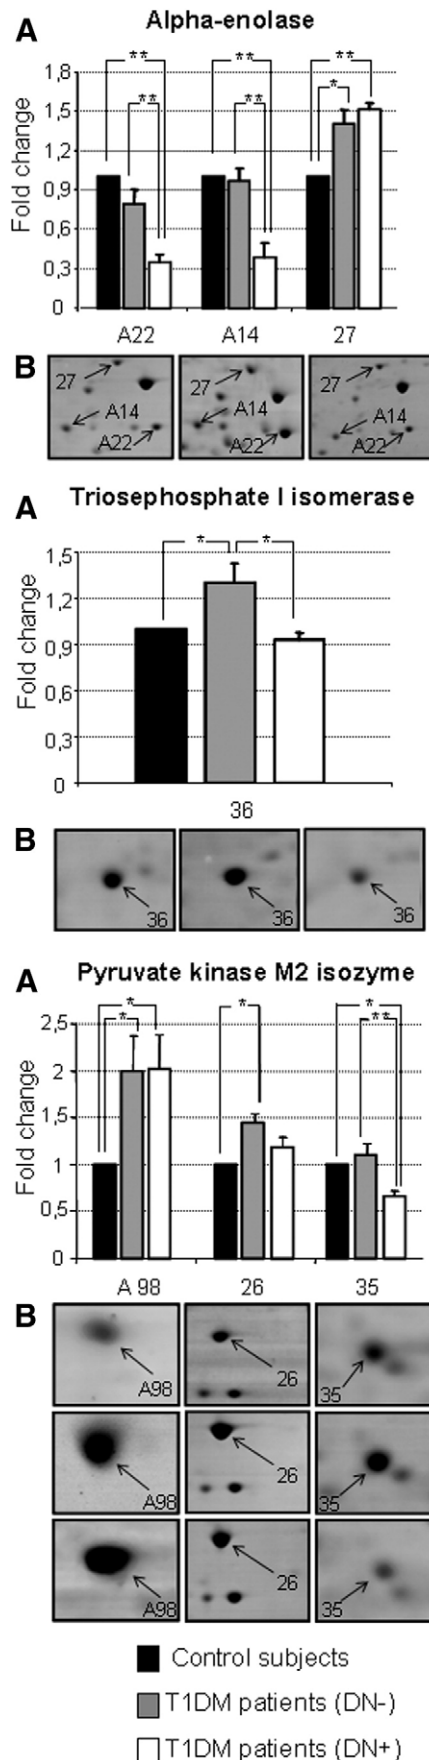 A Alpha-enolase
Fold change
1,8
1,5
1,2
0,9
0,6
0,3
0
** ** **
** ** *
A22 A14 27
B
27 27 27
A14 A14 A14
A22 A22 A22
A Triosephosphate I isomerase
Fold change
1,5
1,2
0,9
0,6
0,3
0
* *
36
B
36 36 36
A Pyruvate kinase M2 isozyme
Fold change
2,5
2
1,5
1
0,5
0
* * *
* **
A 98 26 35
B
A98 26 35
A98 26 35
A98 26 35
Control subjects
T1DM patients (DN-)
T1DM patients (DN+)